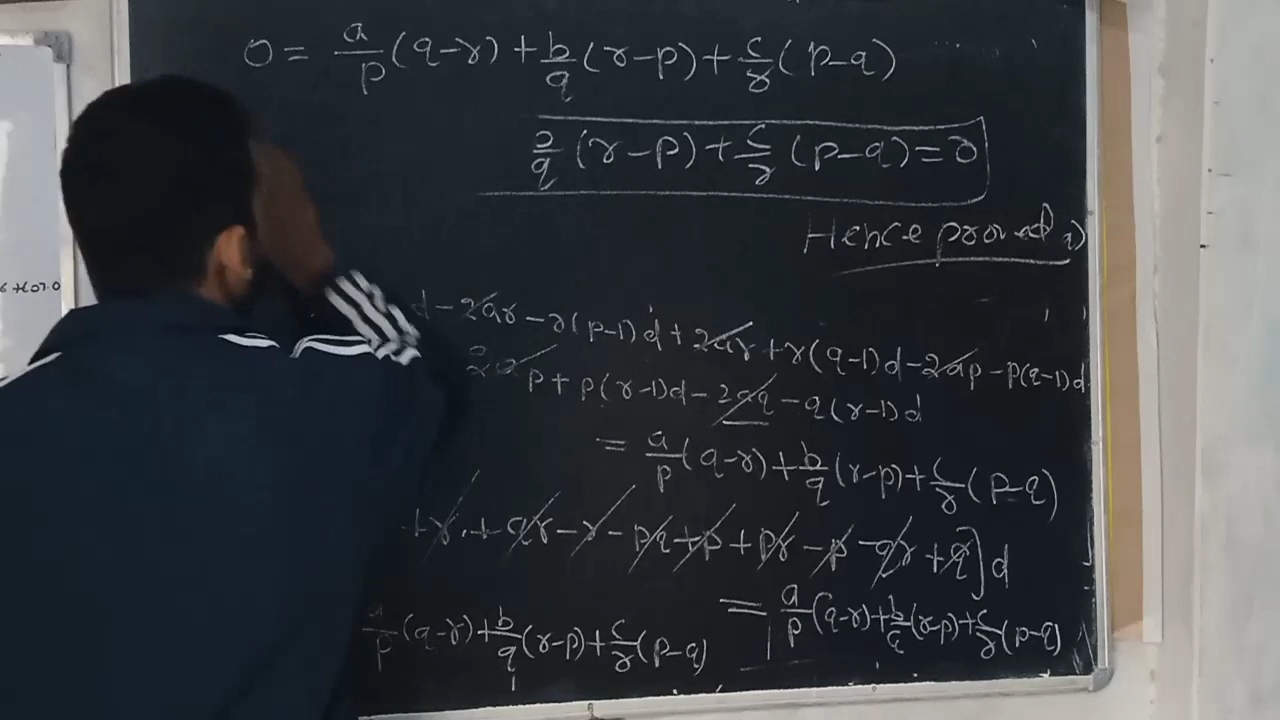 0 = a/p (q-r) + b/q (r-p) + c/r (p-q)
(r-p) + c/r (p-q) = 0
Hence proved
d - 2ar - r(p-1)d + 2ar + r(q-1)d - 2ap - p(q-1)d
p + p(r-1)d - 2aq - q(r-1)d
= a/p (q-r) + b/q (r-p) + c/r (p-q)
+ r + qr - r - pq + p + pr - p - qr + q] d
= a/p (q-r) + b/q (r-p) + c/r (p-q)
a/p (q-r) + b/q (r-p) + c/r (p-q)